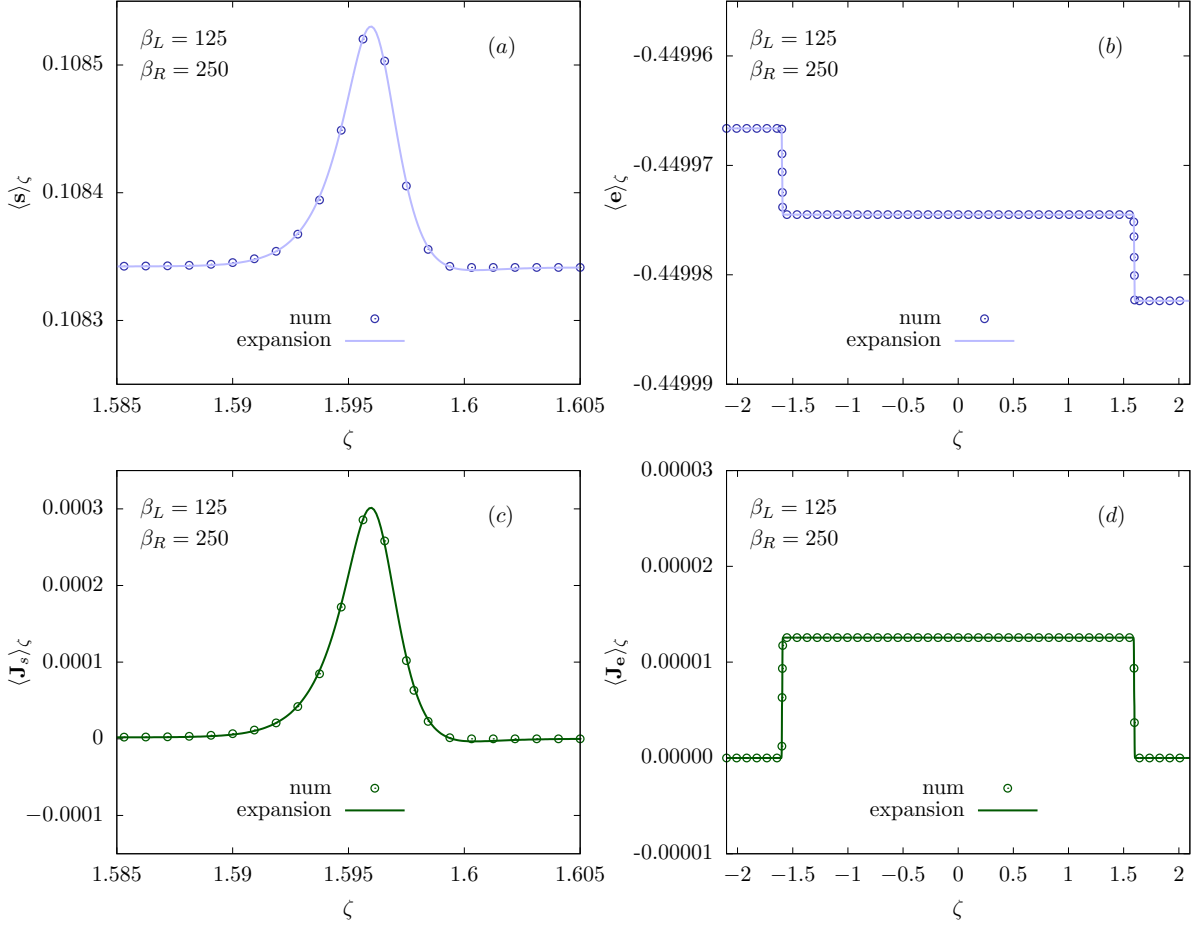 β_L = 125
β_R = 250
(a)
0.1085
0.1084
0.1083
⟨s⟩_ζ
num
expansion
1.585
1.59
1.595
1.6
1.605
ζ
β_L = 125
β_R = 250
(b)
-0.44996
-0.44997
-0.44998
-0.44999
⟨e⟩_ζ
num
expansion
−2
−1.5
−1
−0.5
0
0.5
1
1.5
2
ζ
β_L = 125
β_R = 250
(c)
0.0003
0.0002
0.0001
0
−0.0001
⟨J_s⟩_ζ
num
expansion
1.585
1.59
1.595
1.6
1.605
ζ
β_L = 125
β_R = 250
(d)
0.00003
0.00002
0.00001
0.00000
-0.00001
⟨J_e⟩_ζ
num
expansion
−2
−1.5
−1
−0.5
0
0.5
1
1.5
2
ζ